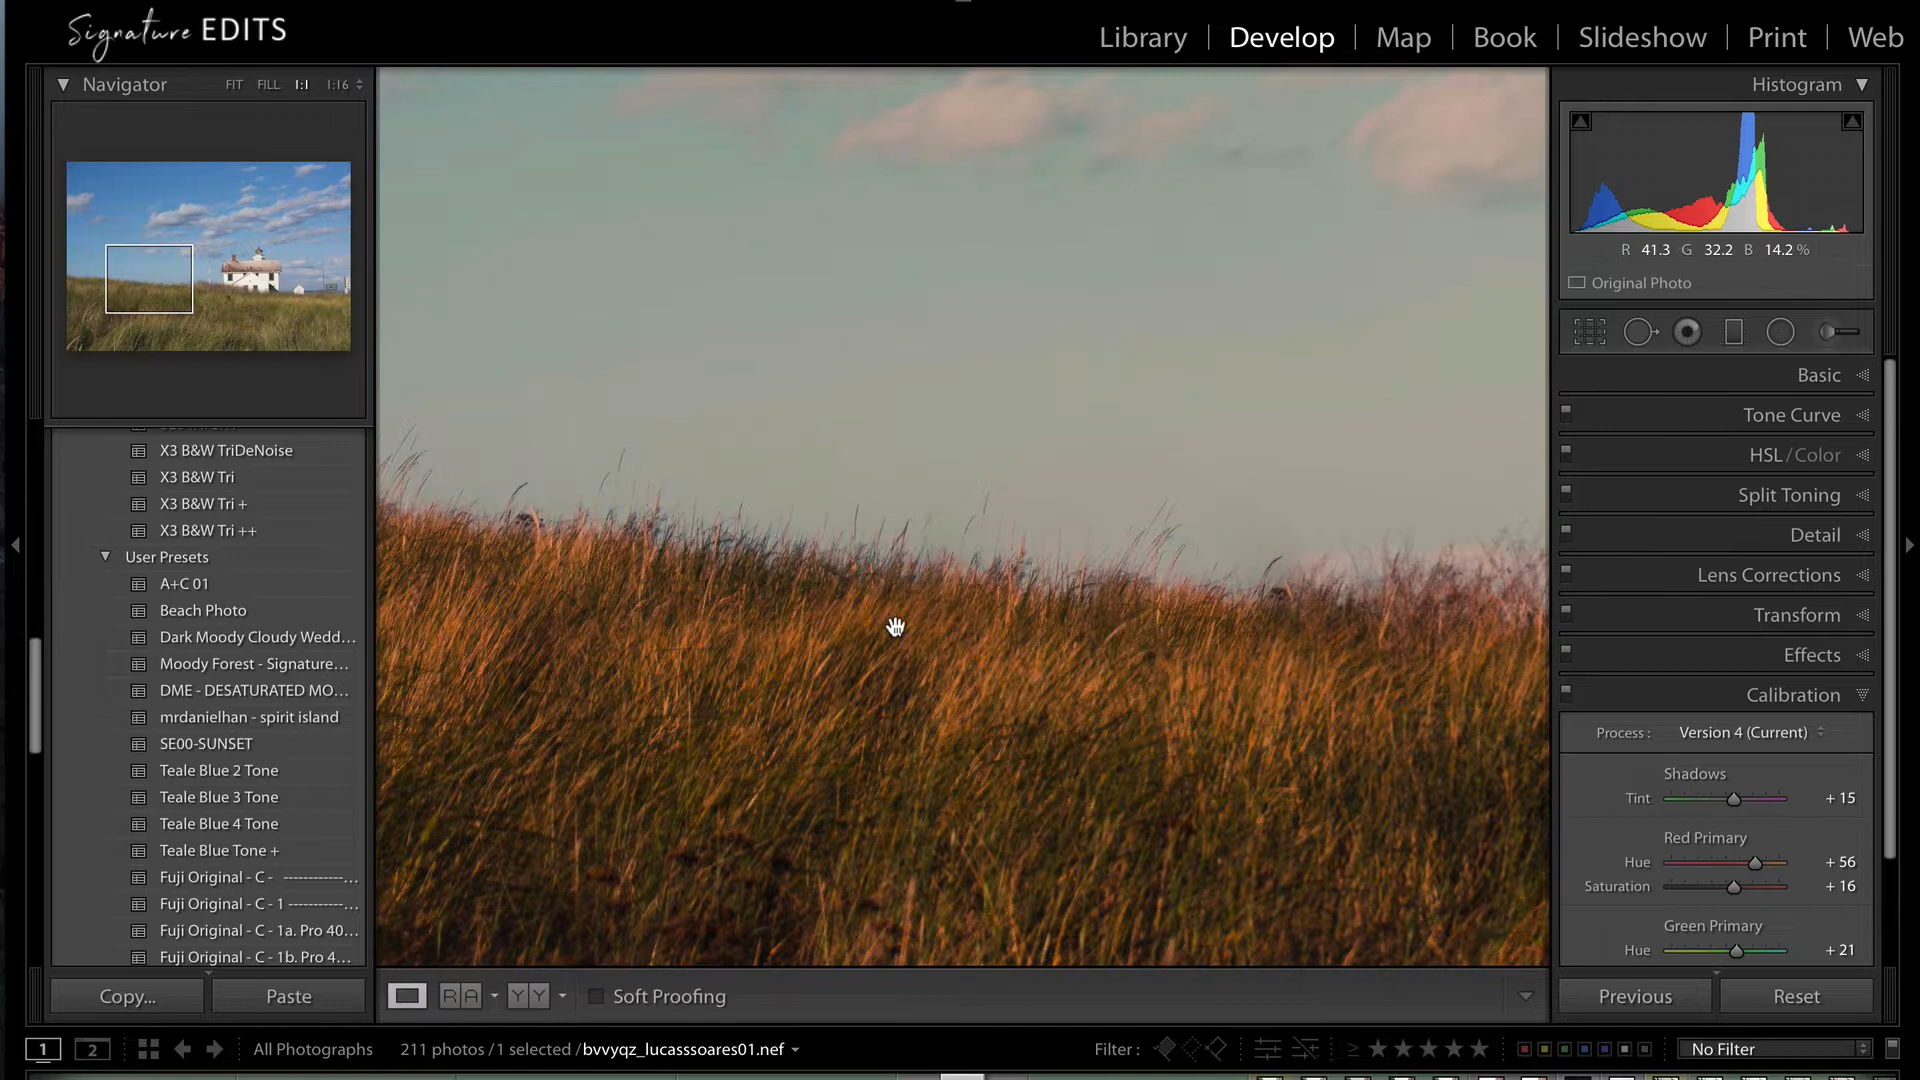 Signature EDITS
Library | Develop | Map | Book | Slideshow | Print | Web
Navigator FIT FILL 1:1 1:16
X3 B&W TriDeNoise
X3 B&W Tri
X3 B&W Tri +
X3 B&W Tri ++
User Presets
A+C 01
Beach Photo
Dark Moody Cloudy Wedd...
Moody Forest - Signature...
DME - DESATURATED MO...
mrdanielhan - spirit island
SE00-SUNSET
Teale Blue 2 Tone
Teale Blue 3 Tone
Teale Blue 4 Tone
Teale Blue Tone +
Fuji Original - C - ------------...
Fuji Original - C - 1 -----------...
Fuji Original - C - 1a. Pro 40...
Fuji Original - C - 1b. Pro 4...
Copy... Paste
R A Y Y Soft Proofing
Histogram
R 41.3 G 32.2 B 14.2 %
Original Photo
Basic
Tone Curve
HSL / Color
Split Toning
Detail
Lens Corrections
Transform
Effects
Calibration
Process : Version 4 (Current)
Shadows
Tint + 15
Red Primary
Hue + 56
Saturation + 16
Green Primary
Hue + 21
Previous Reset
1 2 All Photographs 211 photos / 1 selected / bvvyqz_lucasssoares01.nef Filter : ≥ No Filter